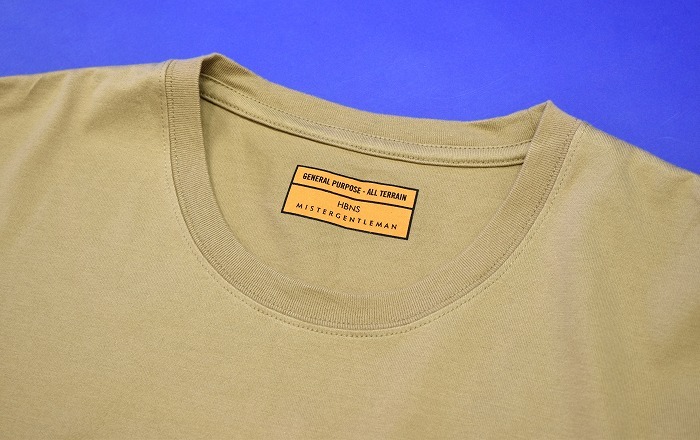 GENERAL PURPOSE - ALL TERRAIN
HBNS
MISTERGENTLEMAN